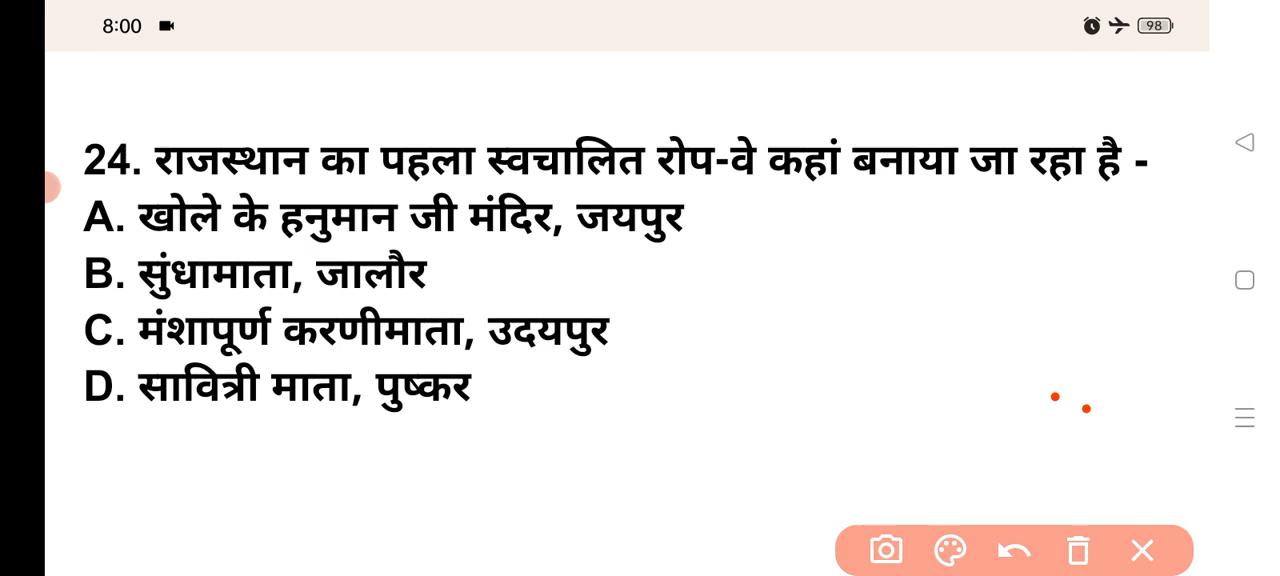 8:00
98
24. राजस्थान का पहला स्वचालित रोप-वे कहां बनाया जा रहा है -
A. खोले के हनुमान जी मंदिर, जयपुर
B. सुंधामाता, जालौर
C. मंशापूर्ण करणीमाता, उदयपुर
D. सावित्री माता, पुष्कर